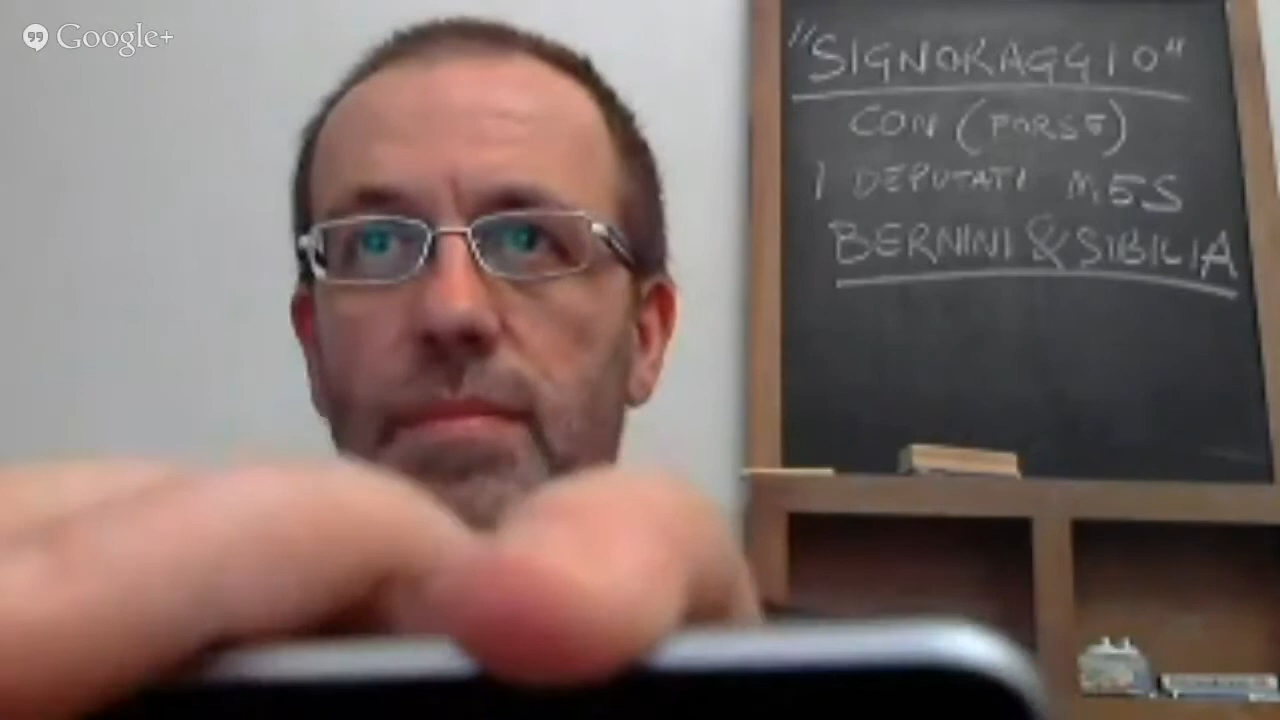 Google+
"SIGNORAGGIO"
CON (FORSE)
I DEPUTATI M5S
BERNINI & SIBILIA